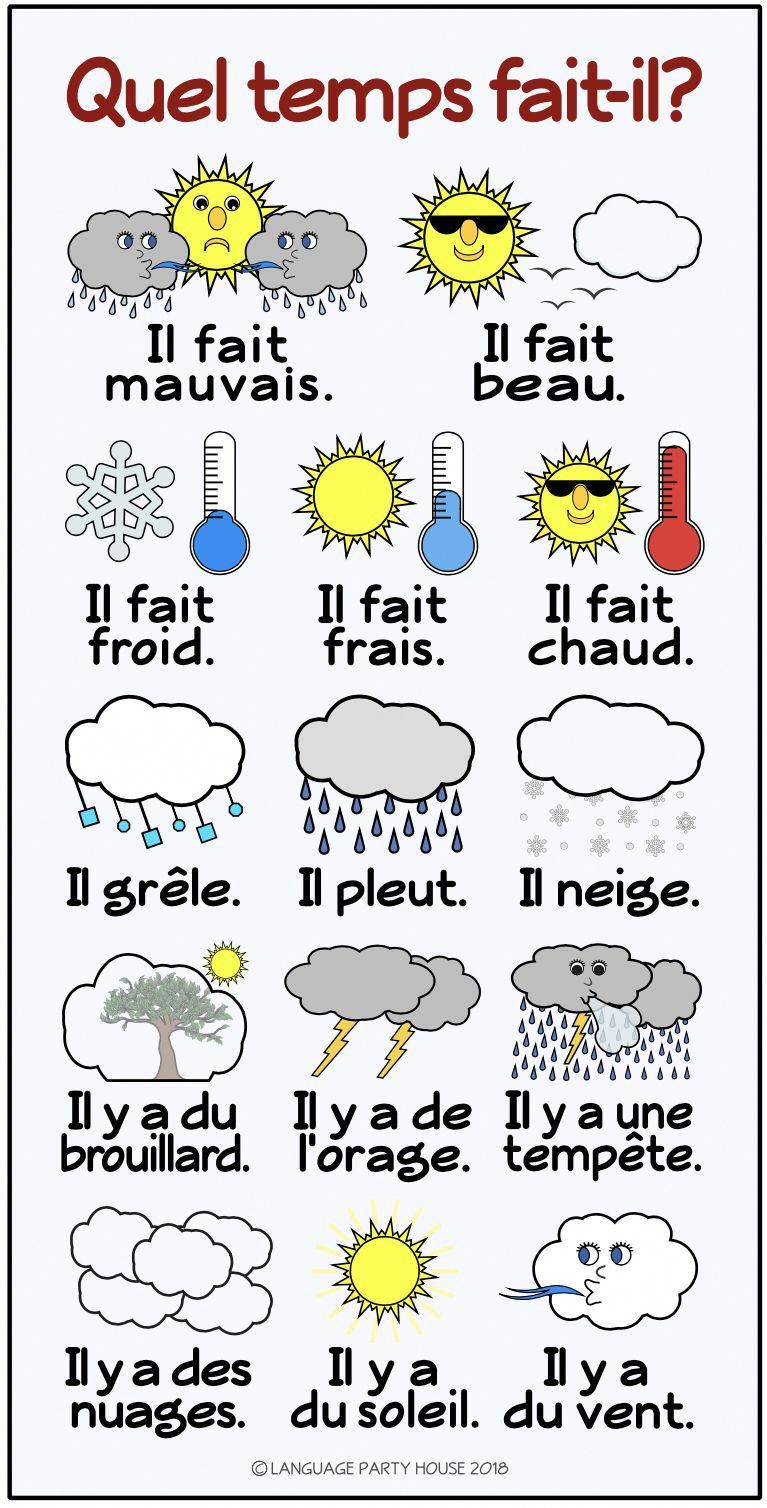 Quel temps fait-il?
Il fait
mauvais.
Il fait
beau.
Il fait
froid.
Il fait
frais.
Il fait
chaud.
Il grêle.
Il pleut.
Il neige.
Il y a du
brouillard.
Il y a de
l'orage.
Il y a une
tempête.
Il y a des
nuages.
Il y a
du soleil.
Il y a
du vent.
© LANGUAGE PARTY HOUSE 2018